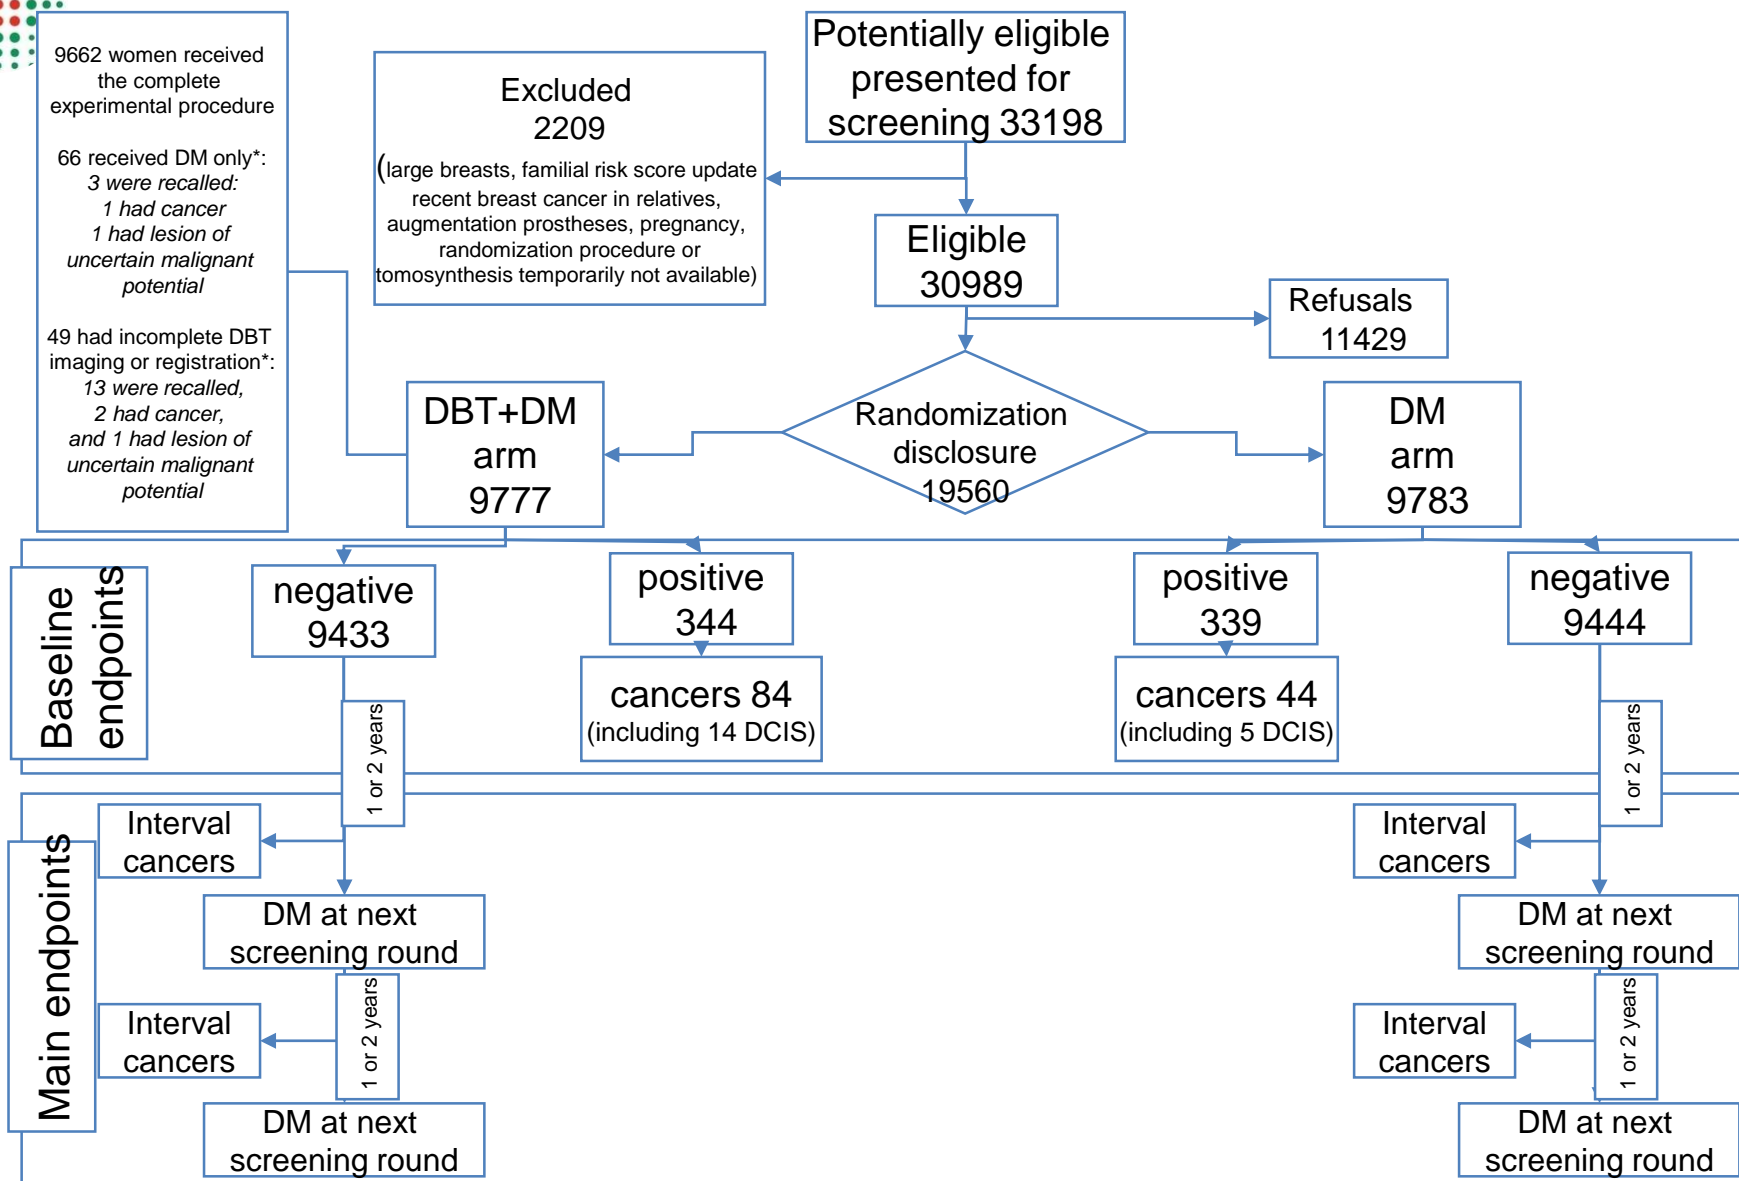 9662 women received
the complete
experimental procedure
66 received DM only*:
3 were recalled:
1 had cancer
1 had lesion of
uncertain malignant
potential
49 had incomplete DBT
imaging or registration*:
13 were recalled,
2 had cancer,
and 1 had lesion of
uncertain malignant
potential
Excluded
2209
(large breasts, familial risk score update
recent breast cancer in relatives,
augmentation prostheses, pregnancy,
randomization procedure or
tomosynthesis temporarily not available)
Potentially eligible
presented for
screening 33198
Eligible
30989
Refusals
11429
Randomization
disclosure
19560
DBT+DM
arm
9777
DM
arm
9783
Baseline
endpoints
negative
9433
positive
344
positive
339
negative
9444
cancers 84
(including 14 DCIS)
cancers 44
(including 5 DCIS)
1 or 2 years
1 or 2 years
Main endpoints
Interval
cancers
Interval
cancers
DM at next
screening round
DM at next
screening round
1 or 2 years
1 or 2 years
Interval
cancers
Interval
cancers
DM at next
screening round
DM at next
screening round